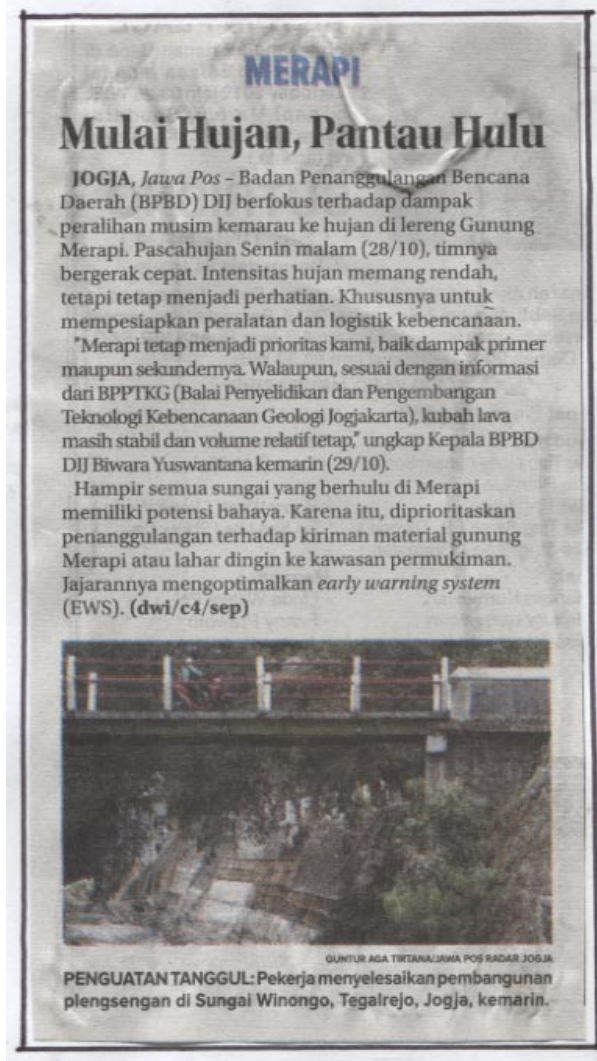 MERAPI
Mulai Hujan, Pantau Hulu
JOGJA, Jawa Pos – Badan Penanggulangan Bencana
Daerah (BPBD) DIJ berfokus terhadap dampak
peralihan musim kemarau ke hujan di lereng Gunung
Merapi. Pascahujan Senin malam (28/10), timnya
bergerak cepat. Intensitas hujan memang rendah,
tetapi tetap menjadi perhatian. Khususnya untuk
mempesiapkan peralatan dan logistik kebencanaan.
"Merapi tetap menjadi prioritas kami, baik dampak primer
maupun sekundernya. Walaupun, sesuai dengan informasi
dari BPPTKG (Balai Penyelidikan dan Pengembangan
Teknologi Kebencanaan Geologi Jogjakarta), kubah lava
masih stabil dan volume relatif tetap," ungkap Kepala BPBD
DIJ Biwara Yuswantana kemarin (29/10).
Hampir semua sungai yang berhulu di Merapi
memiliki potensi bahaya. Karena itu, diprioritaskan
penanggulangan terhadap kiriman material gunung
Merapi atau lahar dingin ke kawasan permukiman.
Jajarannya mengoptimalkan early warning system
(EWS). (dwi/c4/sep)
GUNTUR AGA TIRTANA/JAWA POS RADAR JOGJA
PENGUATAN TANGGUL: Pekerja menyelesaikan pembangunan
plengsengan di Sungai Winongo, Tegalrejo, Jogja, kemarin.